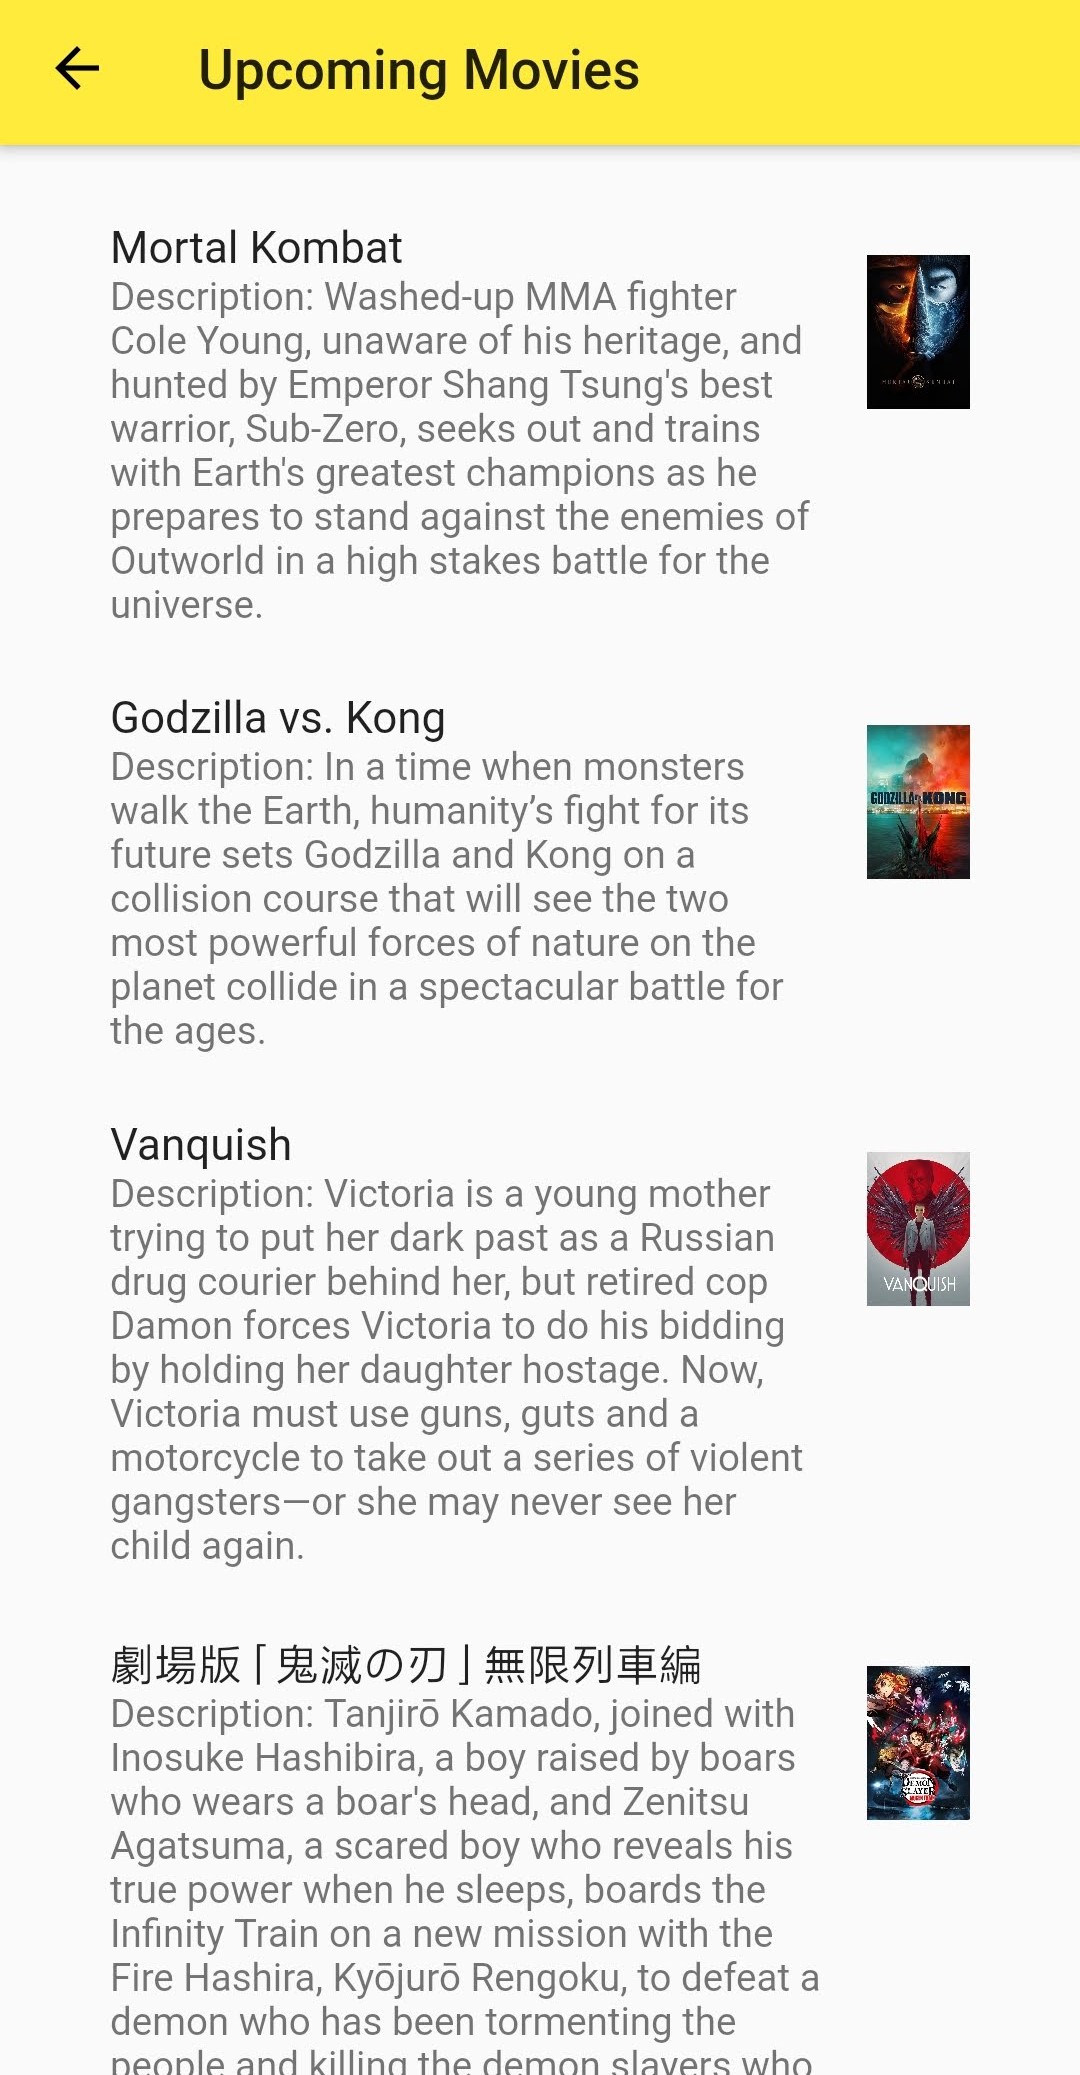 Upcoming Movies
Mortal Kombat
Description: Washed-up MMA fighter
Cole Young, unaware of his heritage, and
hunted by Emperor Shang Tsung's best
warrior, Sub-Zero, seeks out and trains
with Earth's greatest champions as he
prepares to stand against the enemies of
Outworld in a high stakes battle for the
universe.
MORTAL KOMBAT
Godzilla vs. Kong
Description: In a time when monsters
walk the Earth, humanity’s fight for its
future sets Godzilla and Kong on a
collision course that will see the two
most powerful forces of nature on the
planet collide in a spectacular battle for
the ages.
GODZILLA KONG
Vanquish
Description: Victoria is a young mother
trying to put her dark past as a Russian
drug courier behind her, but retired cop
Damon forces Victoria to do his bidding
by holding her daughter hostage. Now,
Victoria must use guns, guts and a
motorcycle to take out a series of violent
gangsters—or she may never see her
child again.
VANQUISH
劇場版「鬼滅の刃」無限列車編
Description: Tanjirō Kamado, joined with
Inosuke Hashibira, a boy raised by boars
who wears a boar's head, and Zenitsu
Agatsuma, a scared boy who reveals his
true power when he sleeps, boards the
Infinity Train on a new mission with the
Fire Hashira, Kyōjurō Rengoku, to defeat a
demon who has been tormenting the
people and killing the demon slayers who
DEMON
SLAYER